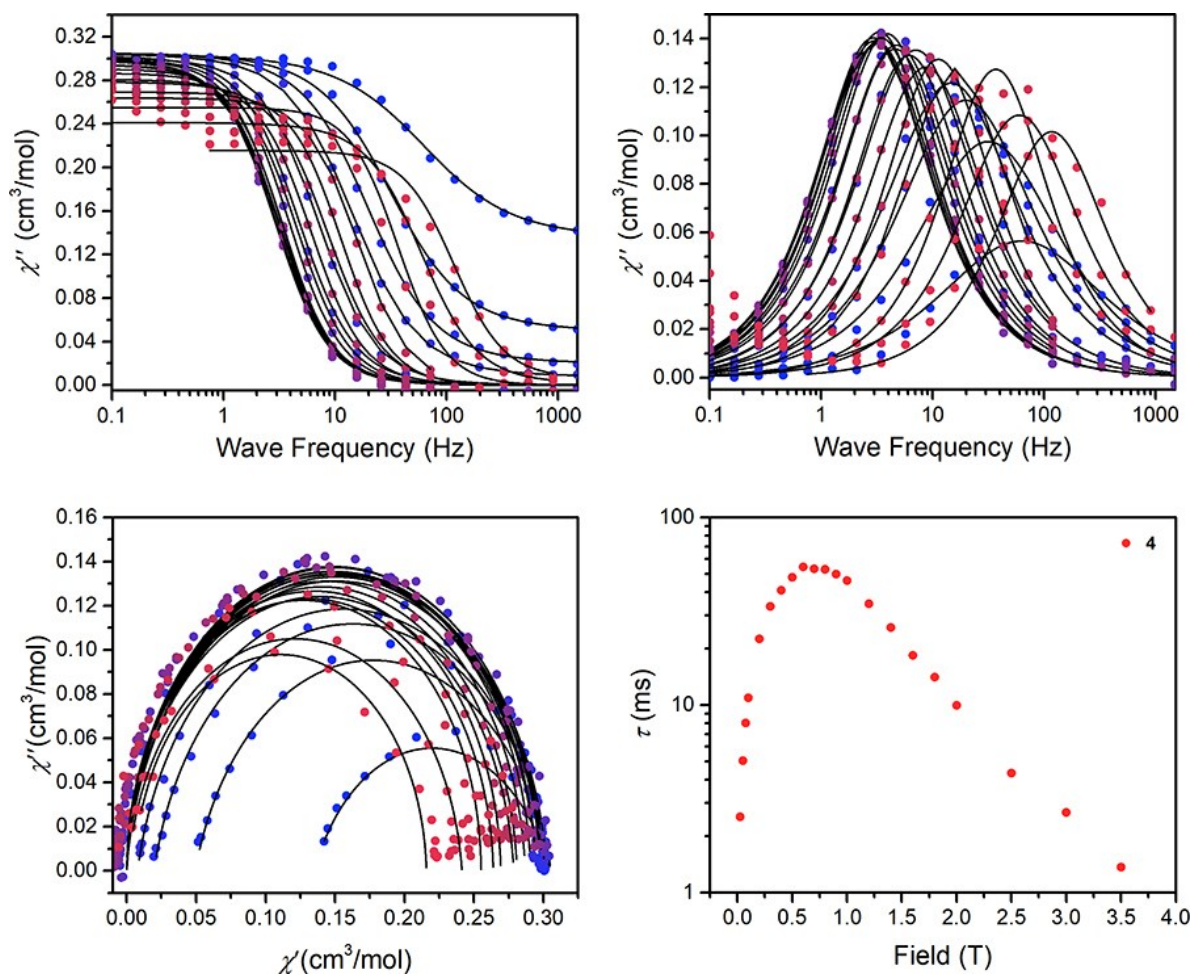 0.32
0.28
0.24
0.20
0.16
0.12
0.08
0.04
0.00
χ'' (cm³/mol)
0.1 1 10 100 1000
Wave Frequency (Hz)
0.14
0.12
0.10
0.08
0.06
0.04
0.02
0.00
χ'' (cm³/mol)
0.1 1 10 100 1000
Wave Frequency (Hz)
0.16
0.14
0.12
0.10
0.08
0.06
0.04
0.02
0.00
χ''(cm³/mol)
0.00 0.05 0.10 0.15 0.20 0.25 0.30
χ'(cm³/mol)
100
10
1
τ (ms)
4
0.0 0.5 1.0 1.5 2.0 2.5 3.0 3.5 4.0
Field (T)